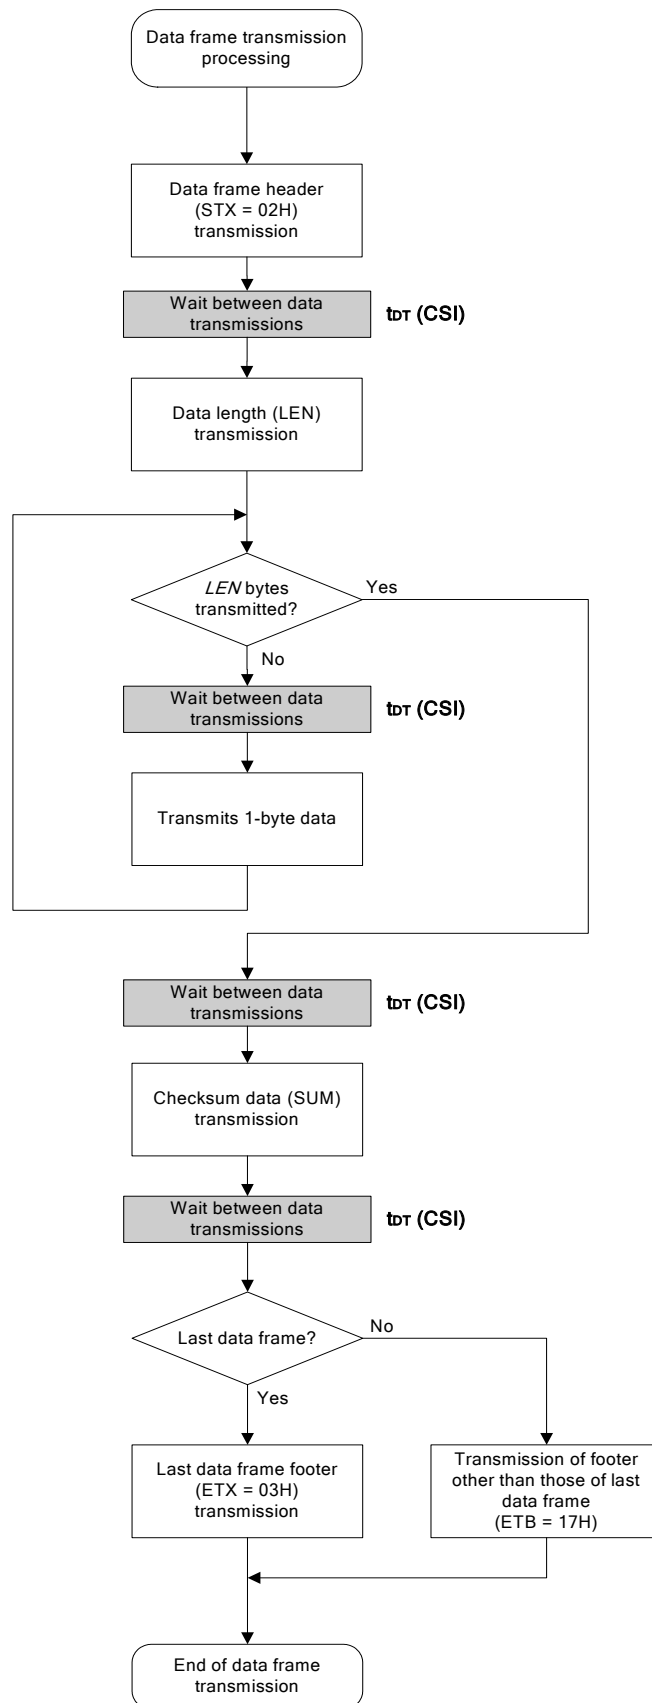 Data frame transmission
processing
Data frame header
(STX = 02H)
transmission
Wait between data
transmissions
tDT (CSI)
Data length (LEN)
transmission
LEN bytes
transmitted?
Yes
No
Wait between data
transmissions
tDT (CSI)
Transmits 1-byte data
Wait between data
transmissions
tDT (CSI)
Checksum data (SUM)
transmission
Wait between data
transmissions
tDT (CSI)
Last data frame?
No
Yes
Last data frame footer
(ETX = 03H)
transmission
Transmission of footer
other than those of last
data frame
(ETB = 17H)
End of data frame
transmission